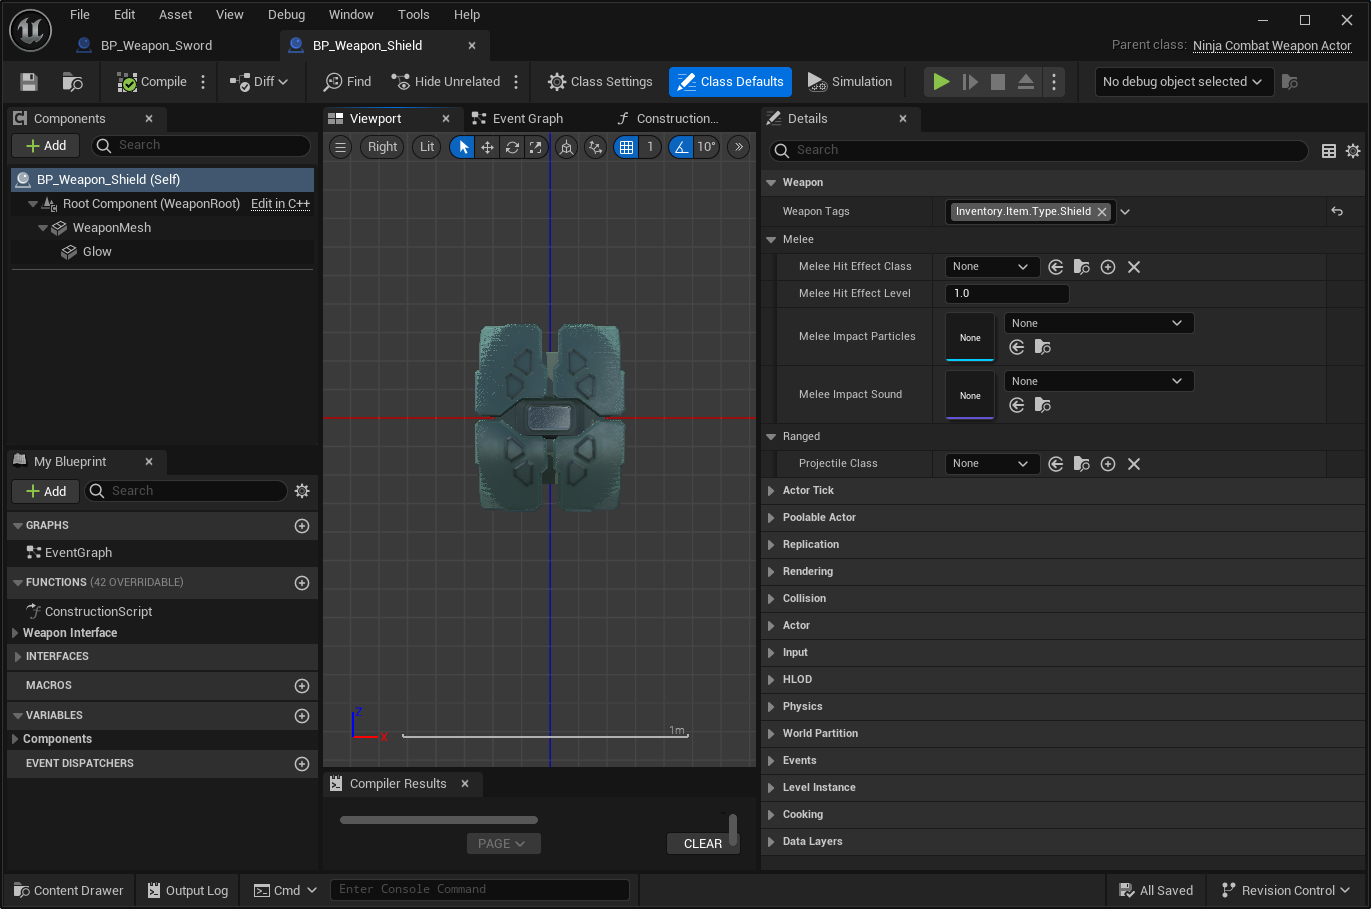 File Edit Asset View Debug Window Tools Help
BP_Weapon_Sword
BP_Weapon_Shield
Parent class: Ninja Combat Weapon Actor
Compile
Diff
Find
Hide Unrelated
Class Settings
Class Defaults
Simulation
No debug object selected
Components
Add
Search
BP_Weapon_Shield (Self)
Root Component (WeaponRoot) Edit in C++
WeaponMesh
Glow
My Blueprint
Add
Search
GRAPHS
EventGraph
FUNCTIONS (42 OVERRIDABLE)
ConstructionScript
Weapon Interface
INTERFACES
MACROS
VARIABLES
Components
EVENT DISPATCHERS
Viewport
Event Graph
Construction...
Right
Lit
1
10°
Z
X
1m
Compiler Results
PAGE
CLEAR
Details
Search
Weapon
Weapon Tags
Inventory.Item.Type.Shield
Melee
Melee Hit Effect Class
None
Melee Hit Effect Level
1.0
Melee Impact Particles
None
None
Melee Impact Sound
None
None
Ranged
Projectile Class
None
Actor Tick
Poolable Actor
Replication
Rendering
Collision
Actor
Input
HLOD
Physics
World Partition
Events
Level Instance
Cooking
Data Layers
Content Drawer
Output Log
Cmd
Enter Console Command
All Saved
Revision Control